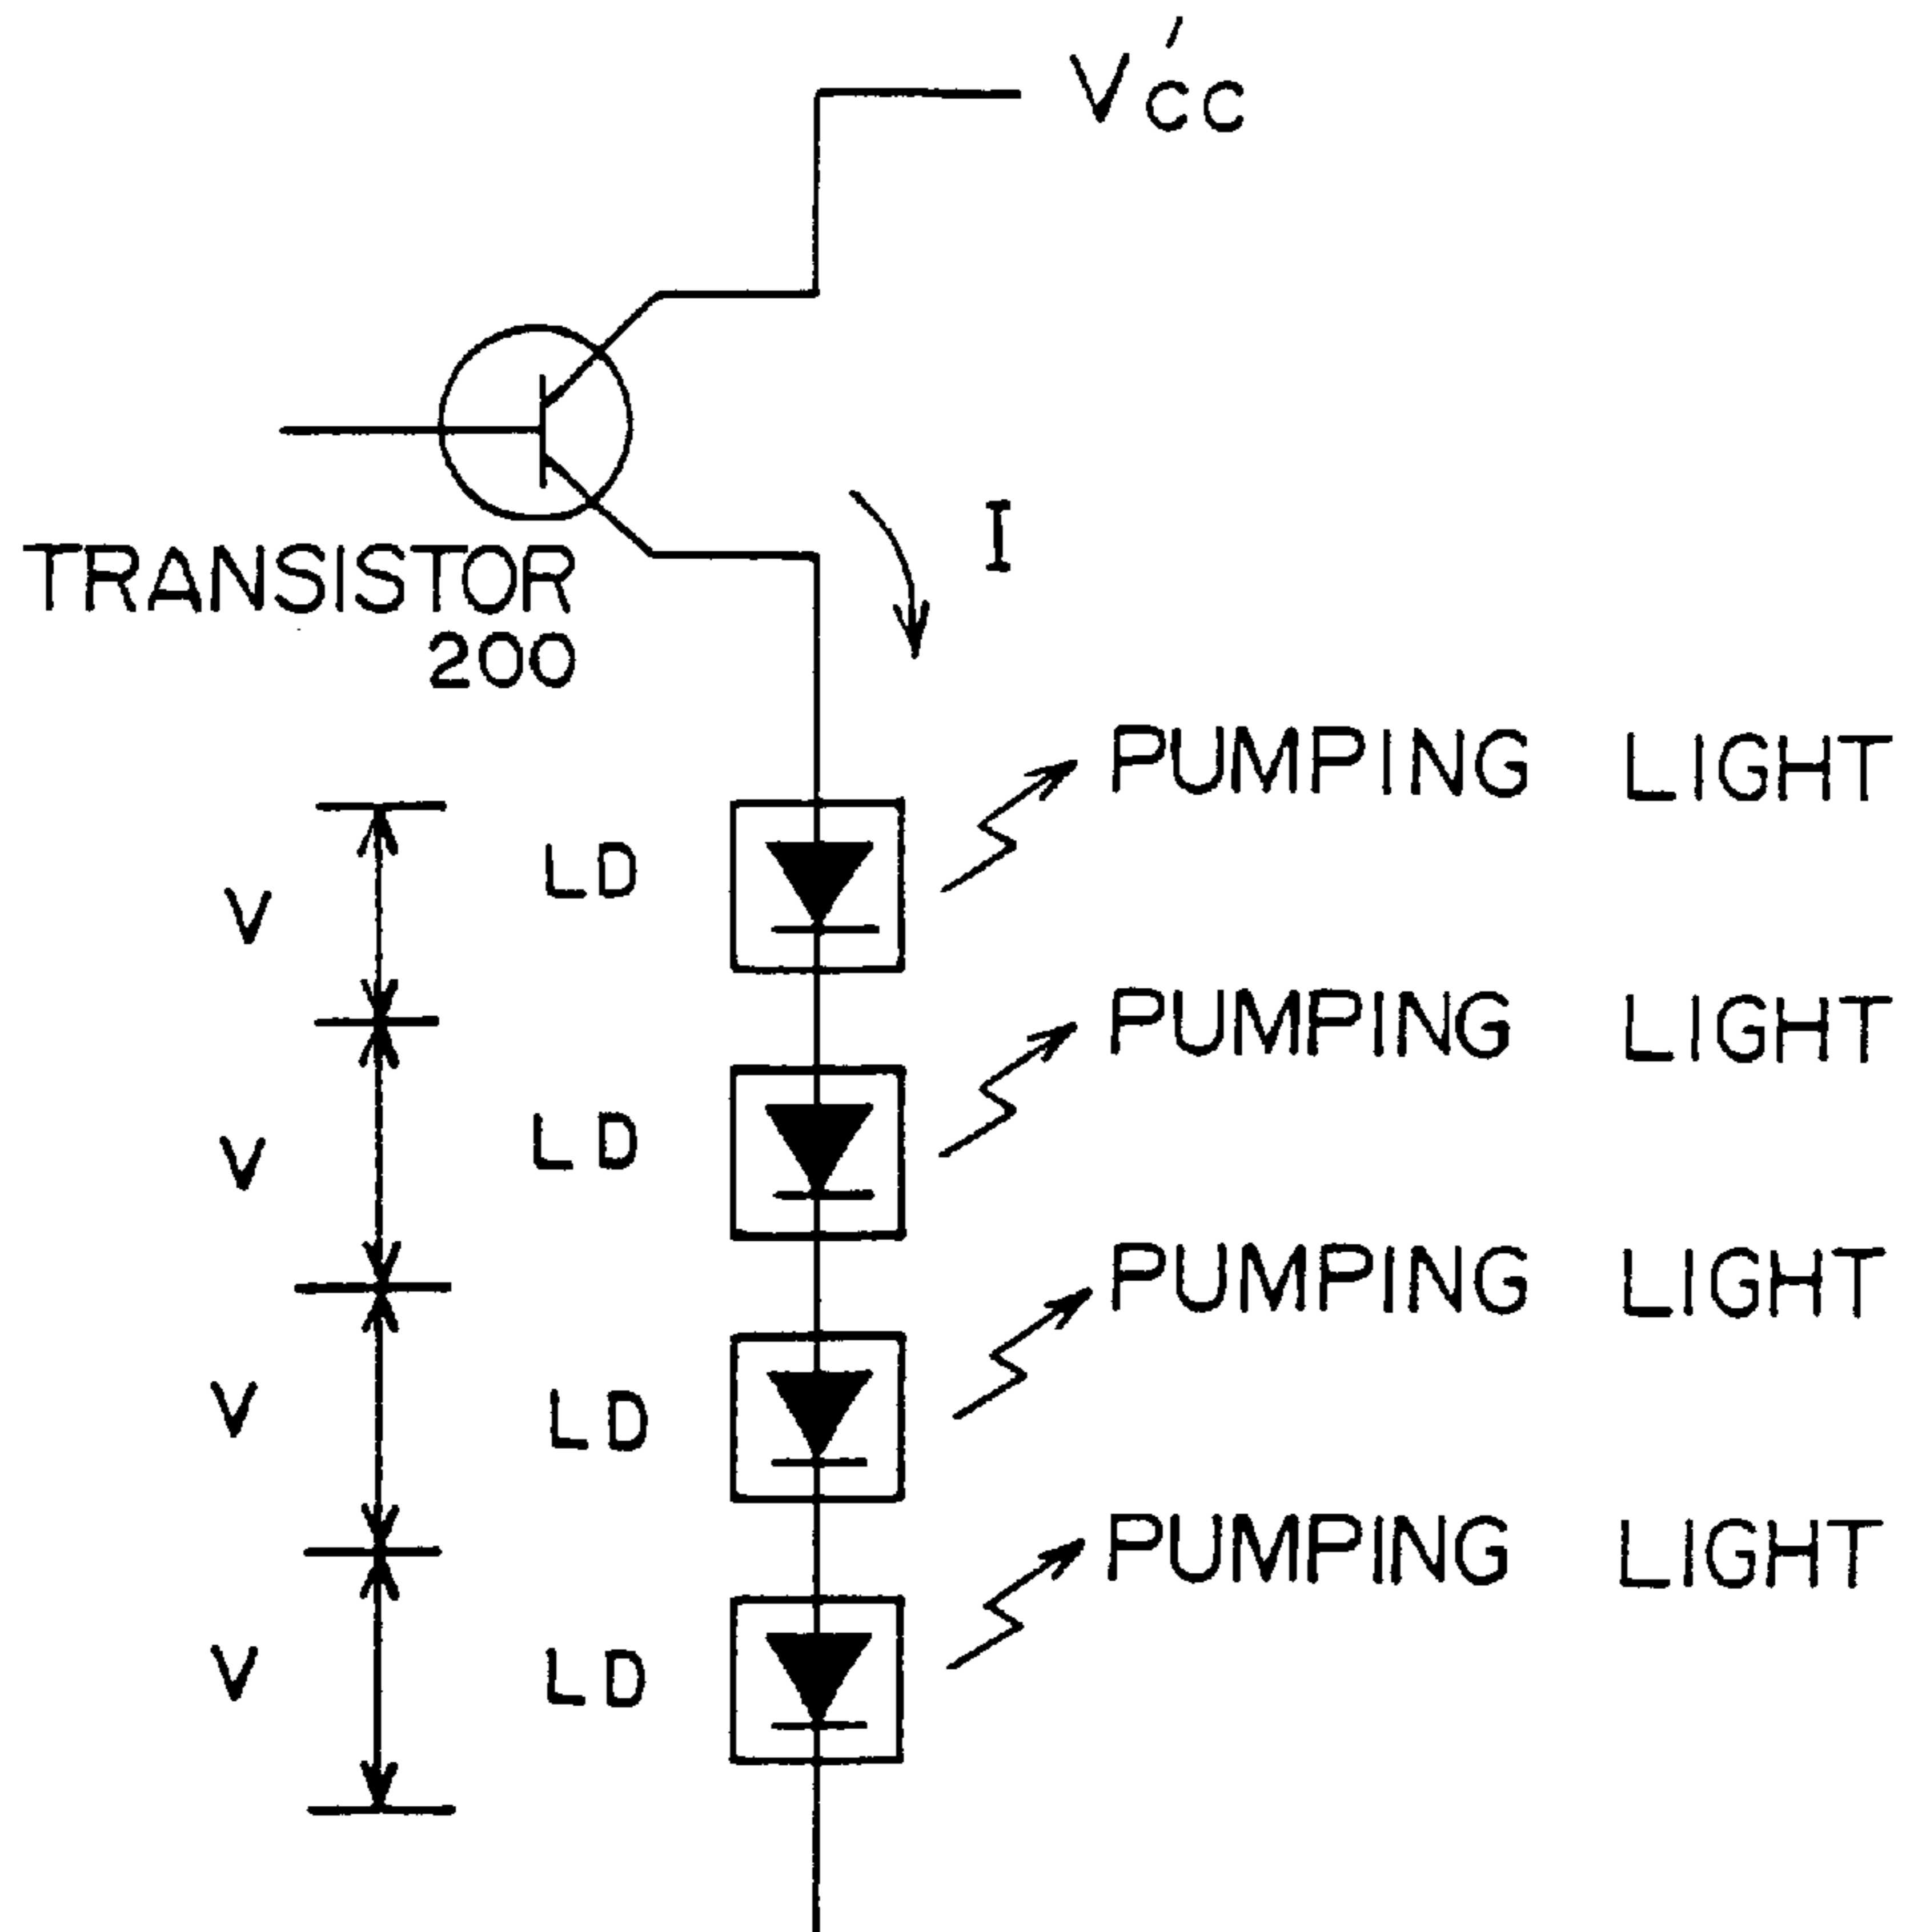 V'cc
TRANSISTOR
200
I
PUMPING LIGHT
LD
V
PUMPING LIGHT
LD
V
PUMPING LIGHT
LD
V
PUMPING LIGHT
LD
V